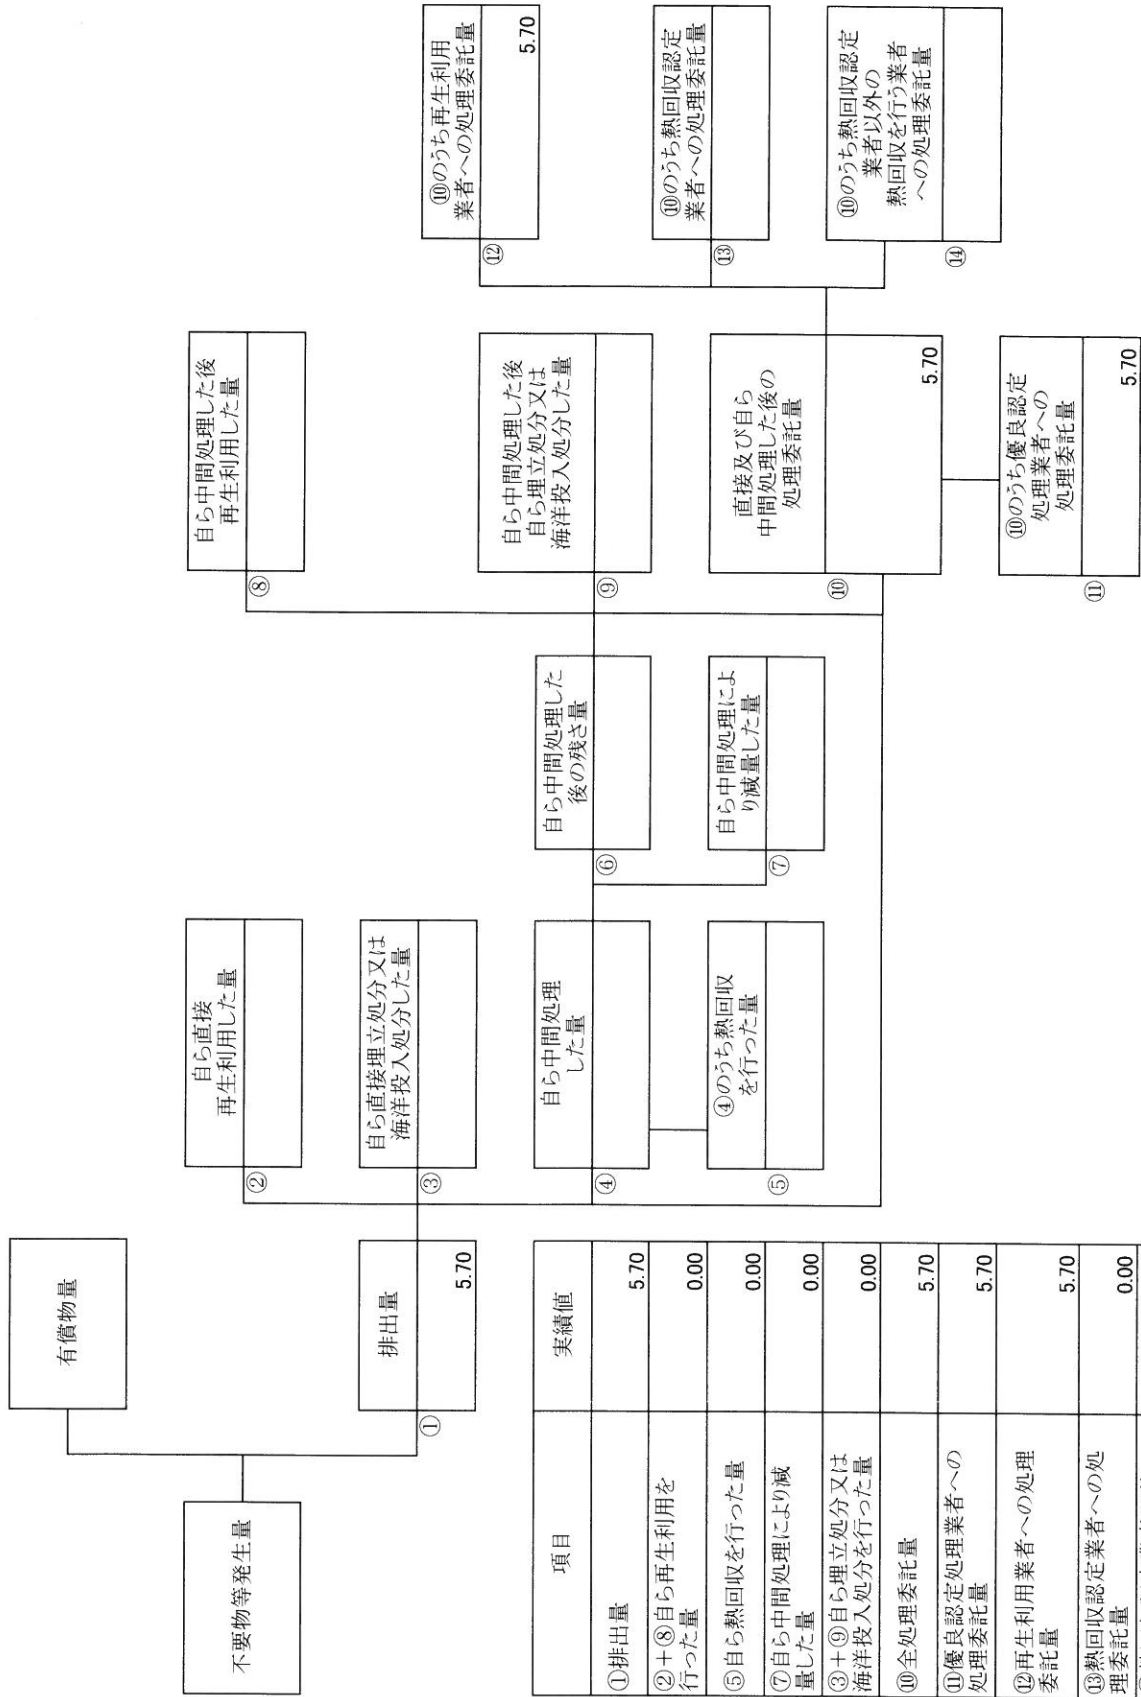 不要物等発生量
有償物量
①
排出量
5.70
②
自ら直接
再生利用した量
③
自ら直接埋立処分又は
海洋投入処分した量
④
自ら中間処理
した量
⑤
④のうち熱回収
を行った量
⑥
自ら中間処理した
後の残さ量
⑦
自ら中間処理によ
り減量した量
⑧
自ら中間処理した後
再生利用した量
⑨
自ら中間処理した後
自ら埋立処分又は
海洋投入処分した量
⑩
直接及び自ら
中間処理した後の
処理委託量
5.70
⑪
⑩のうち優良認定
処理業者への
処理委託量
5.70
⑫
⑩のうち再生利用
業者への処理委託量
5.70
⑬
⑩のうち熱回収認定
業者への処理委託量
⑭
⑩のうち熱回収認定
業者以外の
熱回収を行う業者
への処理委託量
項目 実績値
①排出量 5.70
②+⑧自ら再生利用を
行った量 0.00
⑤自ら熱回収を行った量 0.00
⑦自ら中間処理により減
量した量 0.00
③+⑨自ら埋立処分又は
海洋投入処分を行った量 0.00
⑩全処理委託量 5.70
⑪優良認定処理業者への
処理委託量 5.70
⑫再生利用業者への処理
委託量 5.70
⑬熱回収認定業者への処
理委託量 0.00